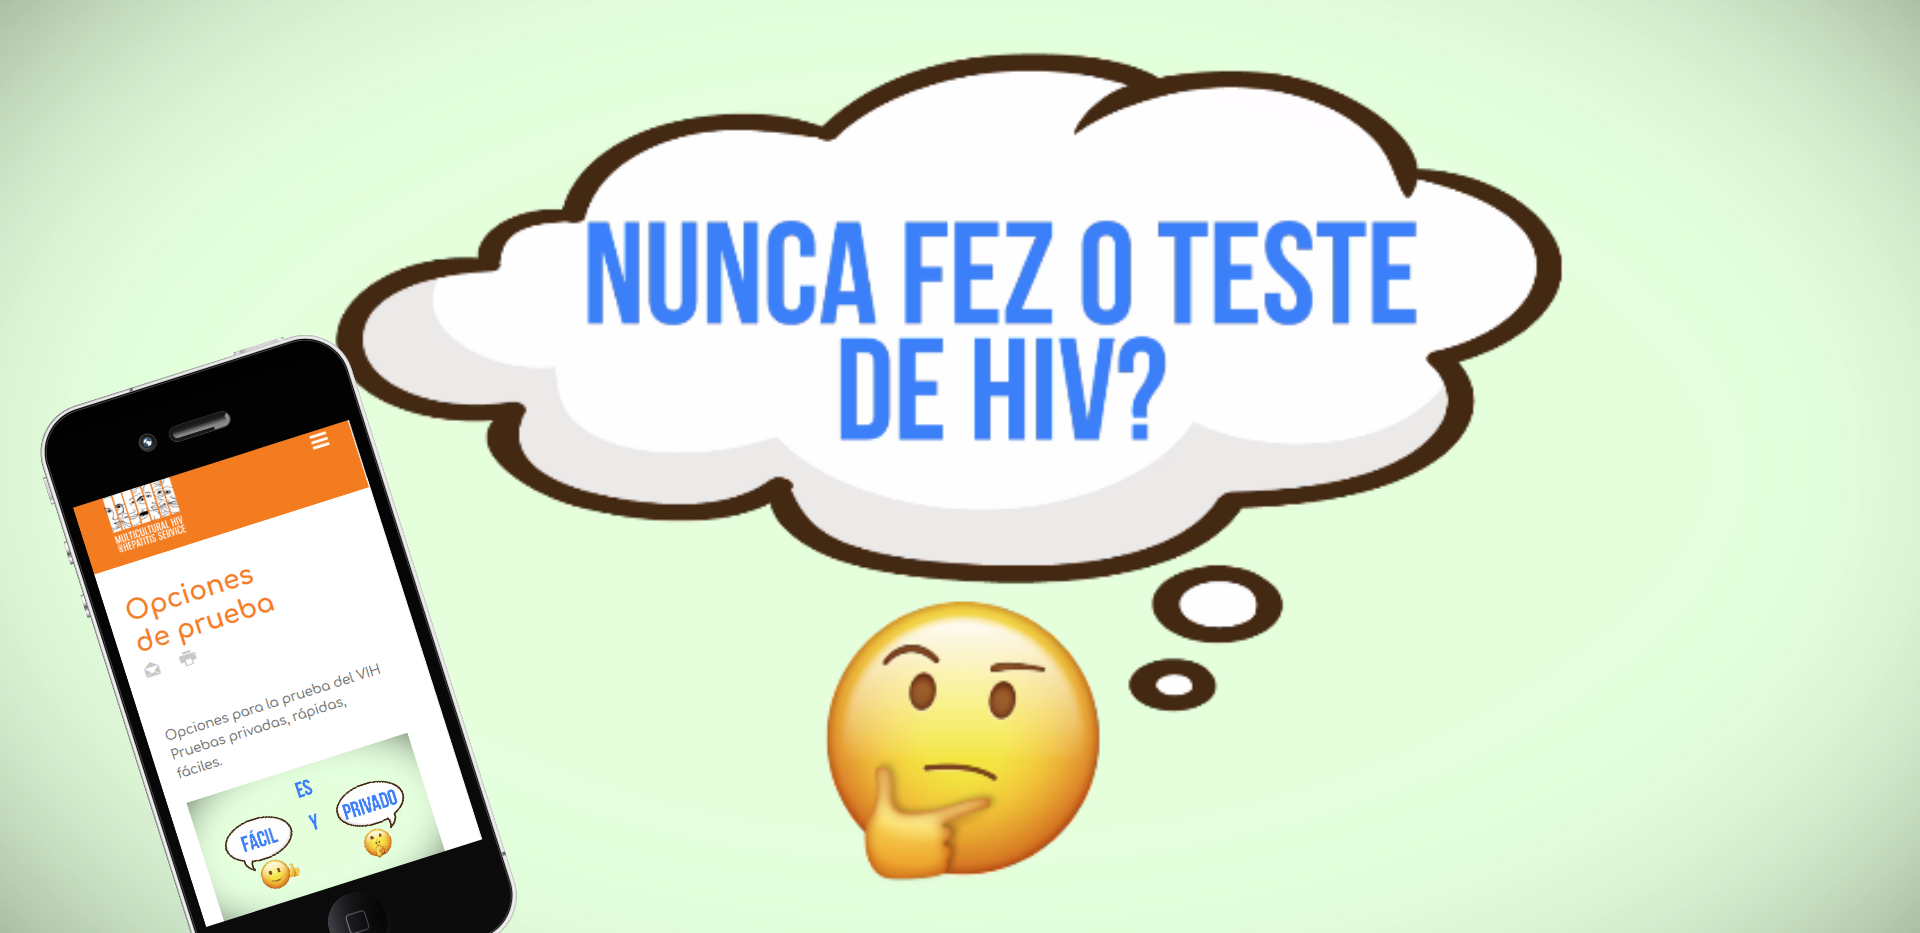 NUNCA FEZ O TESTE
DE HIV?
MULTICULTURAL HIV
AND HEPATITIS SERVICE
Opciones
de prueba
Opciones para la prueba del VIH
Pruebas privadas, rápidas,
fáciles.
ES
PRIVADO
Y
FÁCIL